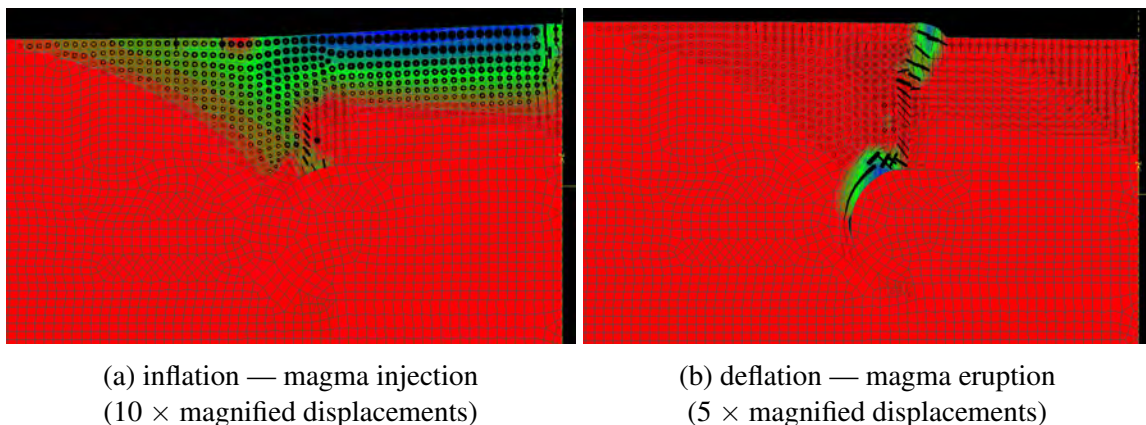 (a) inflation — magma injection
(10 × magnified displacements)
(b) deflation — magma eruption
(5 × magnified displacements)